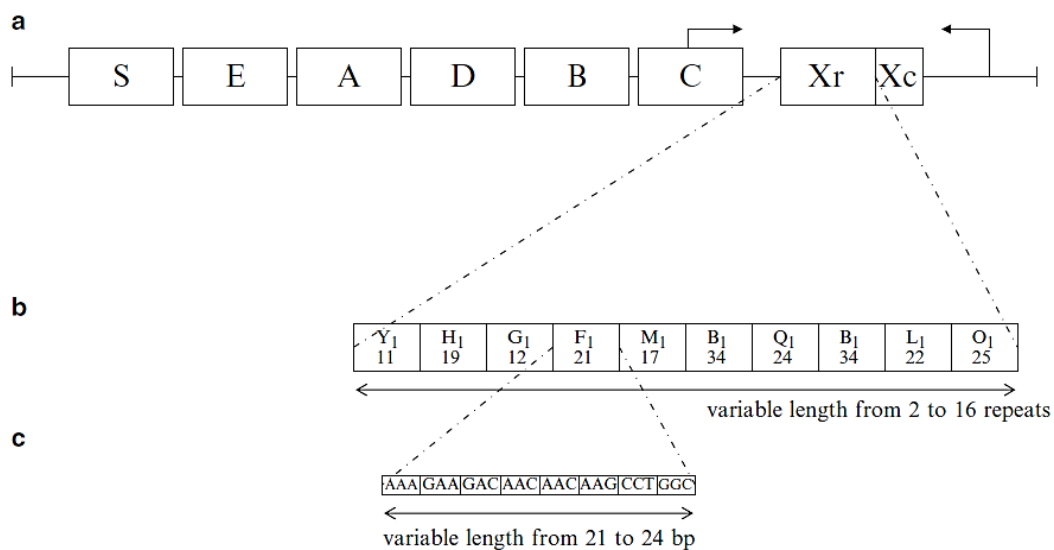 a
S E A D B C Xr Xc
b
Y₁ H₁ G₁ F₁ M₁ B₁ Q₁ B₁ L₁ O₁
11 19 12 21 17 34 24 34 22 25
variable length from 2 to 16 repeats
c
AAA GAA GAC AAC AAC AAG CCT GGC
variable length from 21 to 24 bp